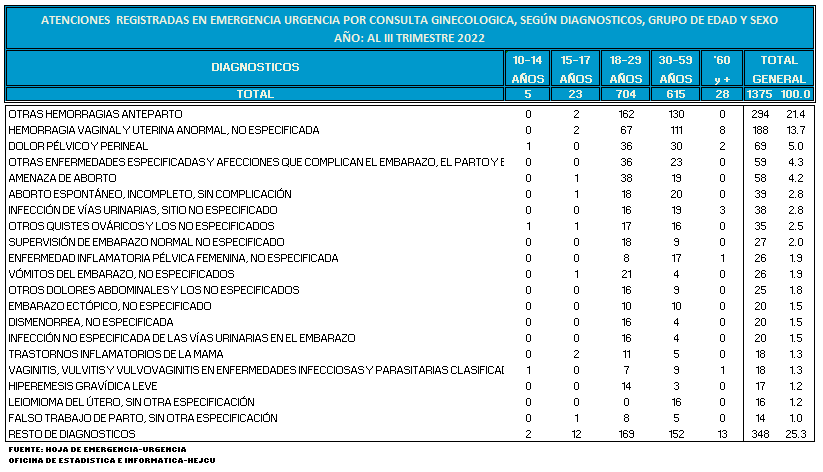 ATENCIONES REGISTRADAS EN EMERGENCIA URGENCIA POR CONSULTA GINECOLOGICA, SEGÚN DIAGNOSTICOS, GRUPO DE EDAD Y SEXO
AÑO: AL III TRIMESTRE 2022
DIAGNOSTICOS 10-14 AÑOS 15-17 AÑOS 18-29 AÑOS 30-59 AÑOS '60 y + TOTAL GENERAL
TOTAL 5 23 704 615 28 1375 100.0
OTRAS HEMORRAGIAS ANTEPARTO 0 2 162 130 0 294 21.4
HEMORRAGIA VAGINAL Y UTERINA ANORMAL, NO ESPECIFICADA 0 2 67 111 8 188 13.7
DOLOR PÉLVICO Y PERINEAL 1 0 36 30 2 69 5.0
OTRAS ENFERMEDADES ESPECIFICADAS Y AFECCIONES QUE COMPLICAN EL EMBARAZO, EL PARTO Y E 0 0 36 23 0 59 4.3
AMENAZA DE ABORTO 0 1 38 19 0 58 4.2
ABORTO ESPONTÁNEO, INCOMPLETO, SIN COMPLICACIÓN 0 1 18 20 0 39 2.8
INFECCIÓN DE VÍAS URINARIAS, SITIO NO ESPECIFICADO 0 0 16 19 3 38 2.8
OTROS QUISTES OVÁRICOS Y LOS NO ESPECIFICADOS 1 1 17 16 0 35 2.5
SUPERVISIÓN DE EMBARAZO NORMAL NO ESPECIFICADO 0 0 18 9 0 27 2.0
ENFERMEDAD INFLAMATORIA PÉLVICA FEMENINA, NO ESPECIFICADA 0 0 8 17 1 26 1.9
VÓMITOS DEL EMBARAZO, NO ESPECIFICADOS 0 1 21 4 0 26 1.9
OTROS DOLORES ABDOMINALES Y LOS NO ESPECIFICADOS 0 0 16 9 0 25 1.8
EMBARAZO ECTÓPICO, NO ESPECIFICADO 0 0 10 10 0 20 1.5
DISMENORREA, NO ESPECIFICADA 0 0 16 4 0 20 1.5
INFECCIÓN NO ESPECIFICADA DE LAS VÍAS URINARIAS EN EL EMBARAZO 0 0 16 4 0 20 1.5
TRASTORNOS INFLAMATORIOS DE LA MAMA 0 2 11 5 0 18 1.3
VAGINITIS, VULVITIS Y VULVOVAGINITIS EN ENFERMEDADES INFECCIOSAS Y PARASITARIAS CLASIFICAD 1 0 7 9 1 18 1.3
HIPEREMESIS GRAVÍDICA LEVE 0 0 14 3 0 17 1.2
LEIOMIOMA DEL ÚTERO, SIN OTRA ESPECIFICACIÓN 0 0 0 16 0 16 1.2
FALSO TRABAJO DE PARTO, SIN OTRA ESPECIFICACIÓN 0 1 8 5 0 14 1.0
RESTO DE DIAGNOSTICOS 2 12 169 152 13 348 25.3
FUENTE: HOJA DE EMERGENCIA-URGENCIA
OFICINA DE ESTADISTICA E INFORMATICA-HEJCU